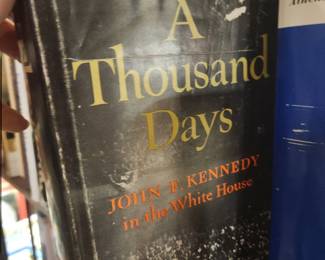 A
Thousand
Days
JOHN F. KENNEDY
in the White House